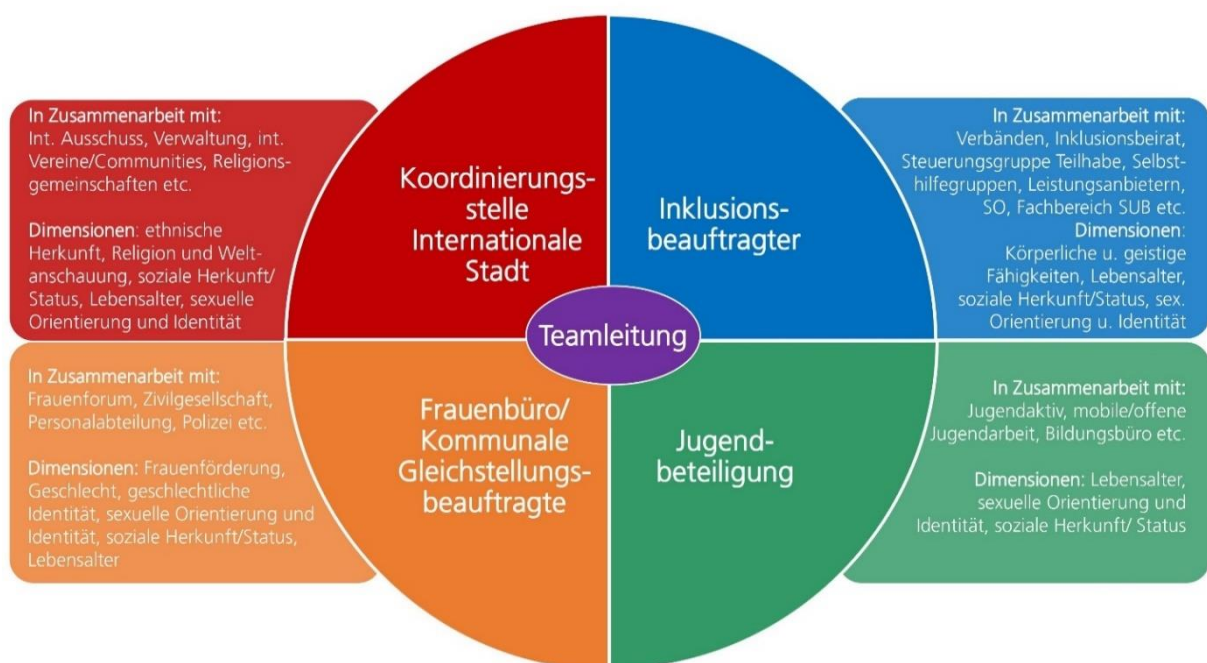 In Zusammenarbeit mit:
Int. Ausschuss, Verwaltung, int.
Vereine/Communities, Religions-
gemeinschaften etc.
Dimensionen: ethnische
Herkunft, Religion und Welt-
anschauung, soziale Herkunft/
Status, Lebensalter, sexuelle
Orientierung und Identität
Koordinierungs-
stelle
Internationale
Stadt
Inklusions-
beauftragter
In Zusammenarbeit mit:
Verbänden, Inklusionsbeirat,
Steuerungsgruppe Teilhabe, Selbst-
hilfegruppen, Leistungsanbietern,
SO, Fachbereich SUB etc.
Dimensionen:
Körperliche u. geistige
Fähigkeiten, Lebensalter,
soziale Herkunft/Status, sex.
Orientierung u. Identität
Teamleitung
In Zusammenarbeit mit:
Frauenforum, Zivilgesellschaft,
Personalabteilung, Polizei etc.
Dimensionen: Frauenförderung,
Geschlecht, geschlechtliche
Identität, sexuelle Orientierung und
Identität, soziale Herkunft/Status,
Lebensalter
Frauenbüro/
Kommunale
Gleichstellungs-
beauftragte
Jugend-
beteiligung
In Zusammenarbeit mit:
Jugendaktiv, mobile/offene
Jugendarbeit, Bildungsbüro etc.
Dimensionen: Lebensalter,
sexuelle Orientierung und
Identität, soziale Herkunft/ Status